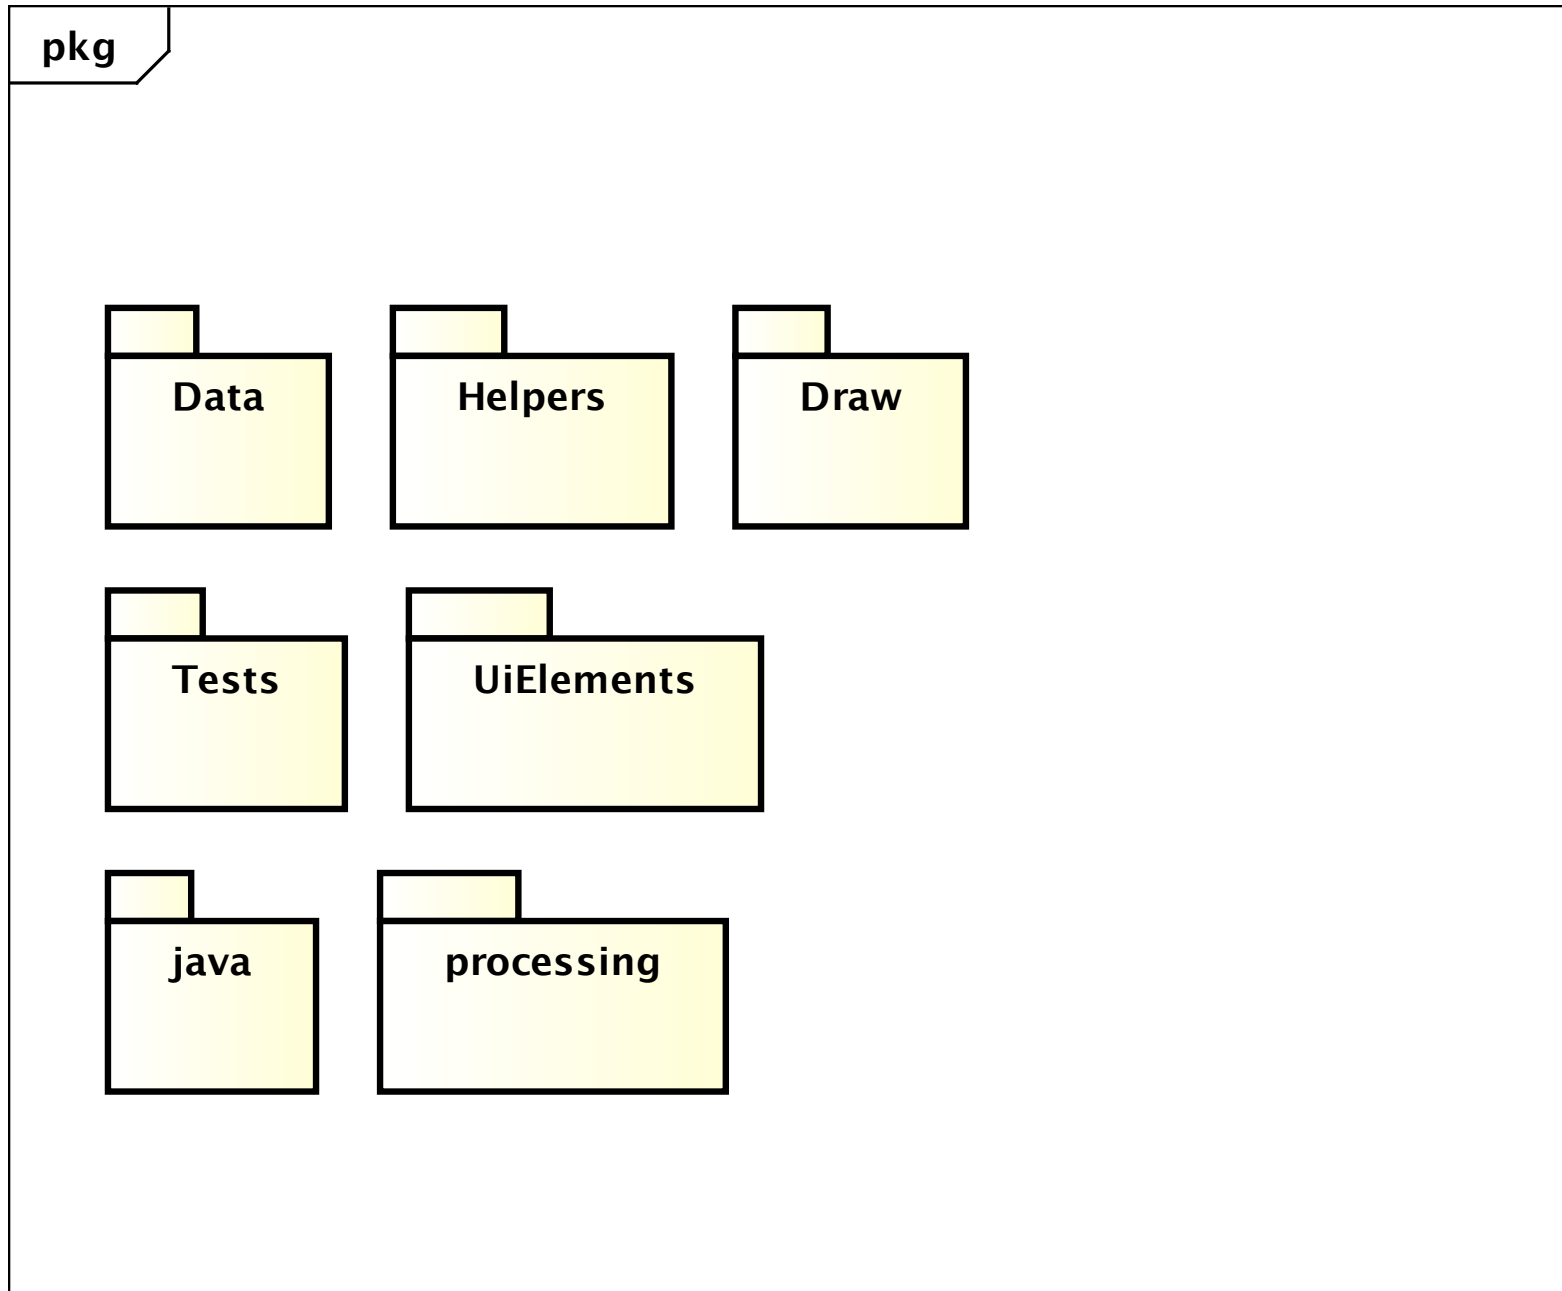 pkg
Data
Helpers
Draw
Tests
UiElements
java
processing